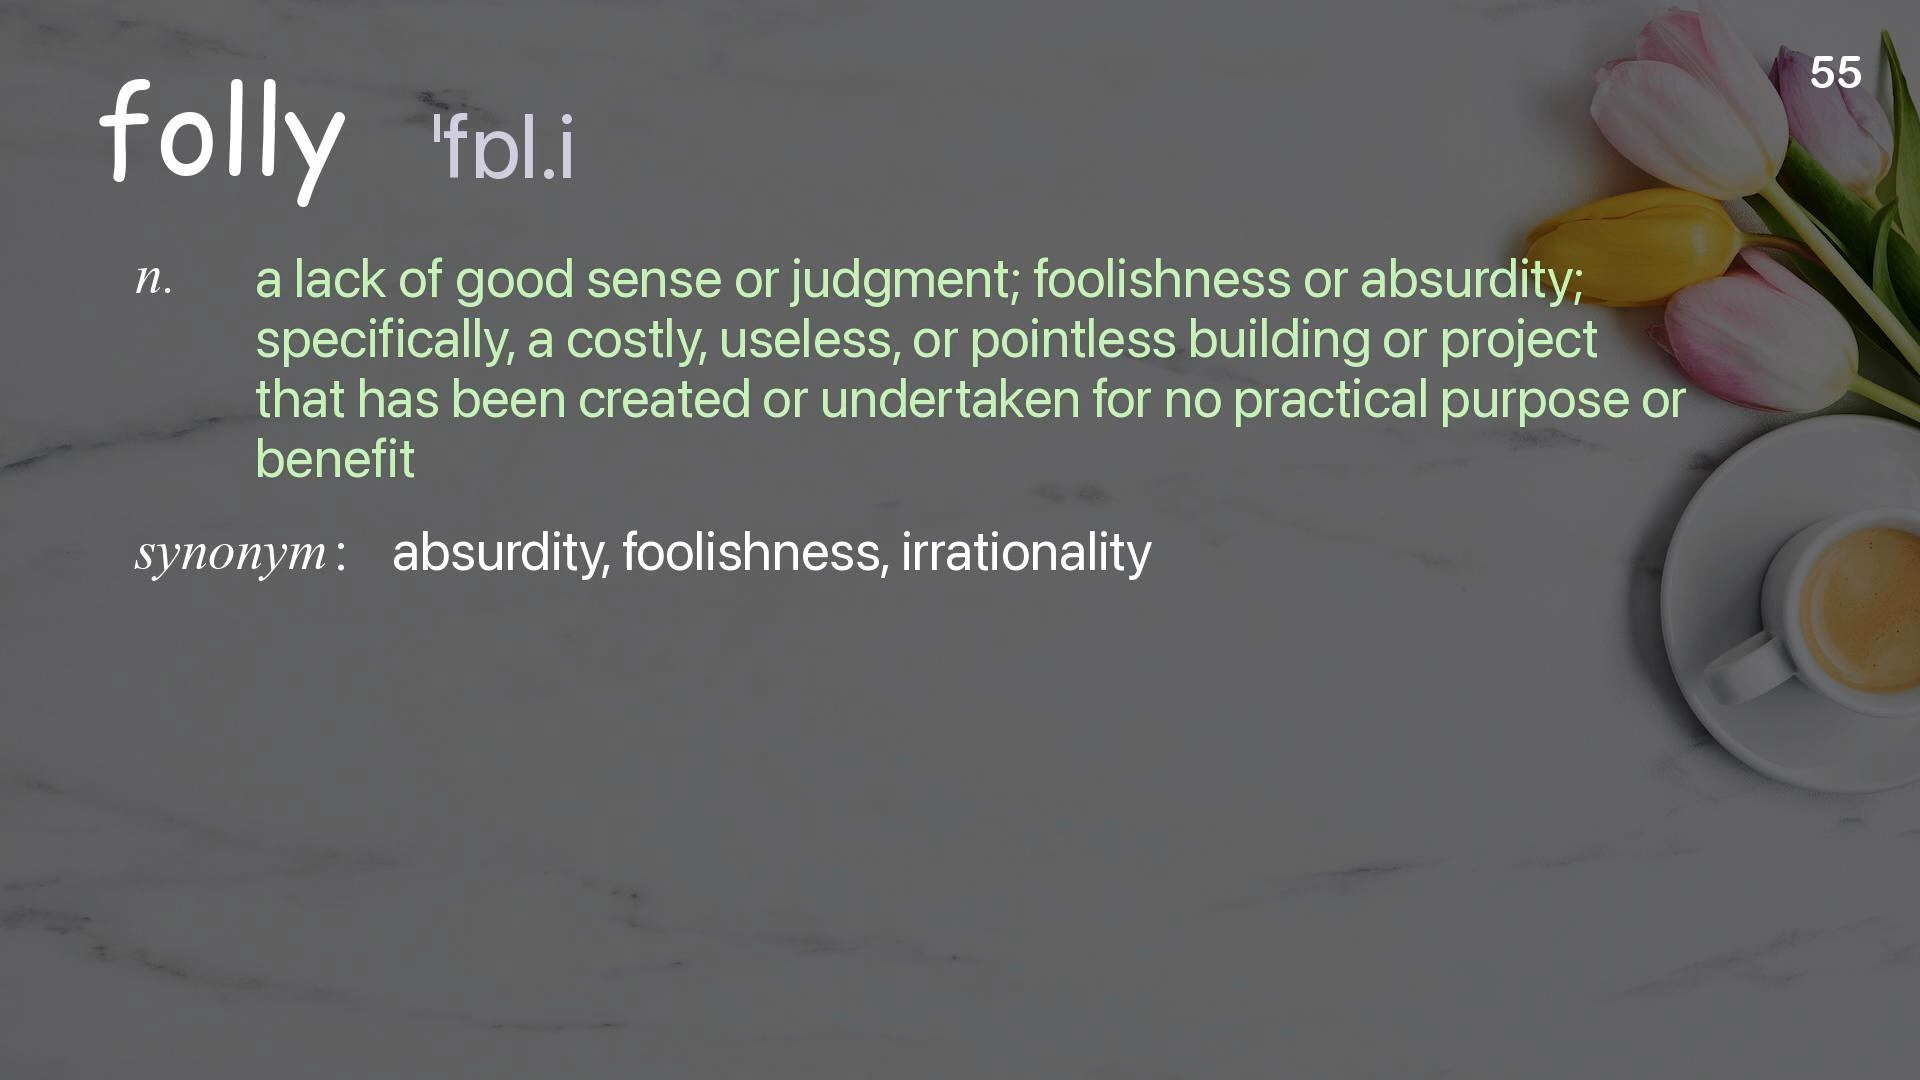 55
folly ˈfɒl.i
n. a lack of good sense or judgment; foolishness or absurdity;
specifically, a costly, useless, or pointless building or project
that has been created or undertaken for no practical purpose or
benefit
synonym: absurdity, foolishness, irrationality